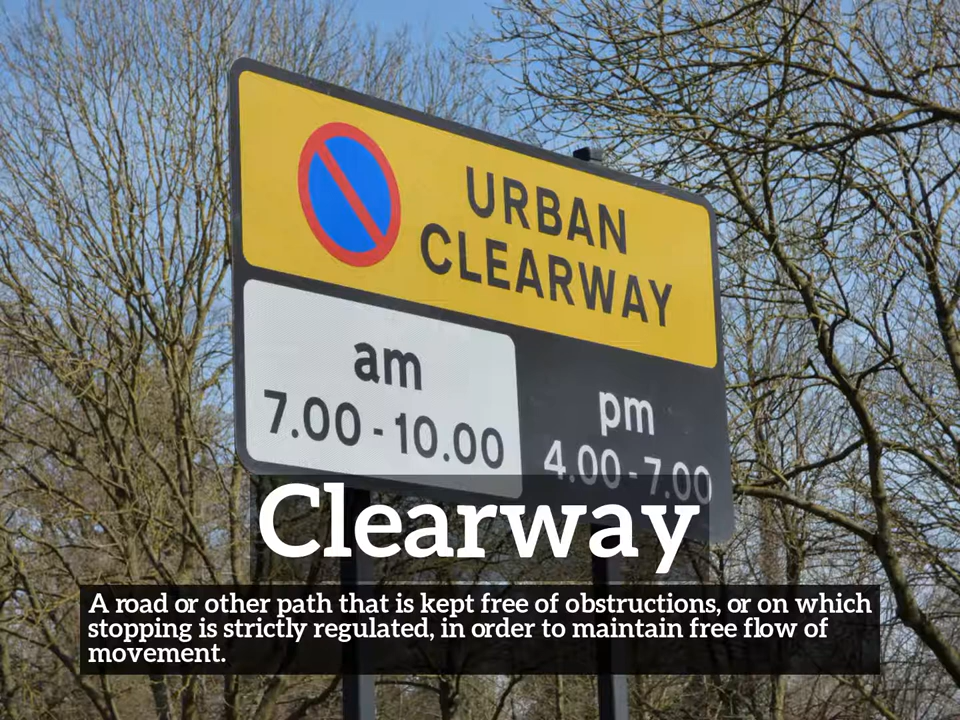 URBAN
CLEARWAY
am
7.00 - 10.00
pm
4.00 - 7.00
Clearway
A road or other path that is kept free of obstructions, or on which
stopping is strictly regulated, in order to maintain free flow of
movement.